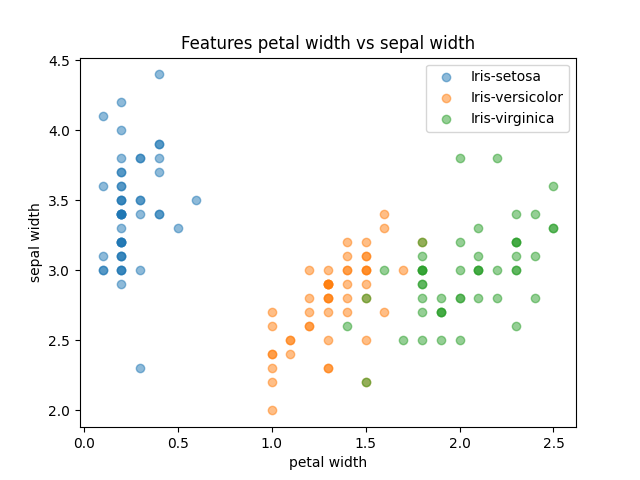 Features petal width vs sepal width
Iris-setosa
Iris-versicolor
Iris-virginica
4.5
4.0
3.5
3.0
2.5
2.0
sepal width
0.0 0.5 1.0 1.5 2.0 2.5
petal width